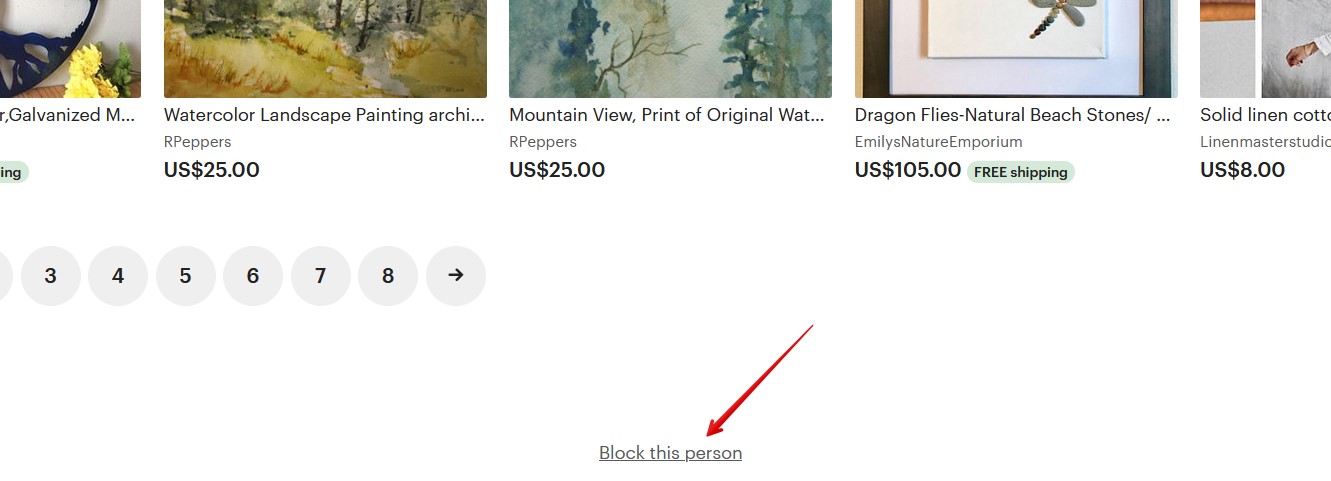 r,Galvanized M...
Watercolor Landscape Painting archi...
Mountain View, Print of Original Wat...
Dragon Flies-Natural Beach Stones/ ...
Solid linen cotto
RPeppers
RPeppers
EmilysNatureEmporium
Linenmasterstudio
ing
US$25.00
US$25.00
US$105.00 FREE shipping
US$8.00
3 4 5 6 7 8 →
Block this person